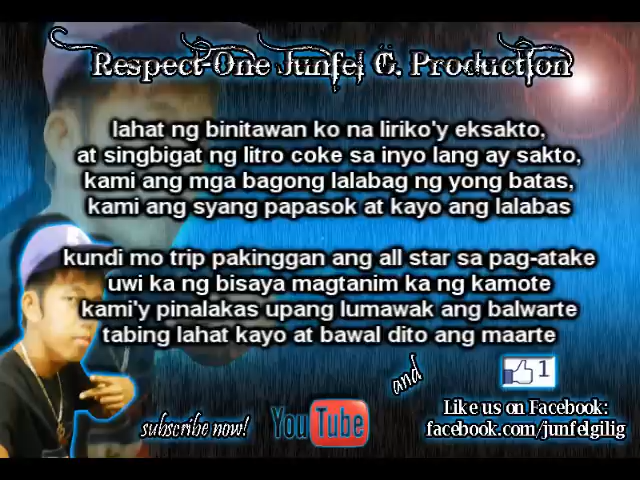 Respect-One Junfel G. Production
lahat ng binitawan ko na liriko'y eksakto,
at singbigat ng litro coke sa inyo lang ay sakto,
kami ang mga bagong lalabag ng yong batas,
kami ang syang papasok at kayo ang lalabas
kundi mo trip pakinggan ang all star sa pag-atake
uwi ka ng bisaya magtanim ka ng kamote
kami'y pinalakas upang lumawak ang balwarte
tabing lahat kayo at bawal dito ang maarte
subscribe now!
YouTube
and
1
Like us on Facebook:
facebook.com/junfelgilig